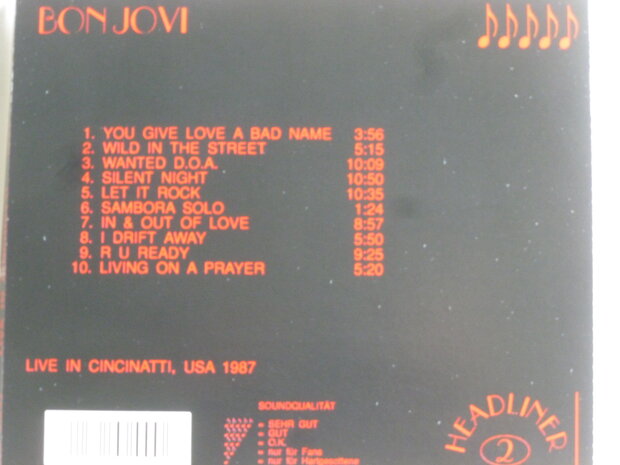 BON JOVI
1. YOU GIVE LOVE A BAD NAME 3:56
2. WILD IN THE STREET 5:15
3. WANTED D.O.A. 10:09
4. SILENT NIGHT 10:50
5. LET IT ROCK 10:35
6. SAMBORA SOLO 1:24
7. IN & OUT OF LOVE 8:57
8. I DRIFT AWAY 5:50
9. R U READY 9:25
10. LIVING ON A PRAYER 5:20
LIVE IN CINCINATTI, USA 1987
SOUNDQUALITÄT
= SEHR GUT
= GUT
= O.K.
= nur für Fans
= nur für Hartgesottene
HEADLINER
2